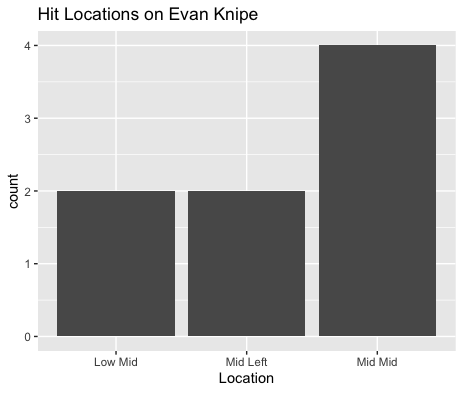 Hit Locations on Evan Knipe
4
3
2
1
0
count
Low Mid
Mid Left
Mid Mid
Location